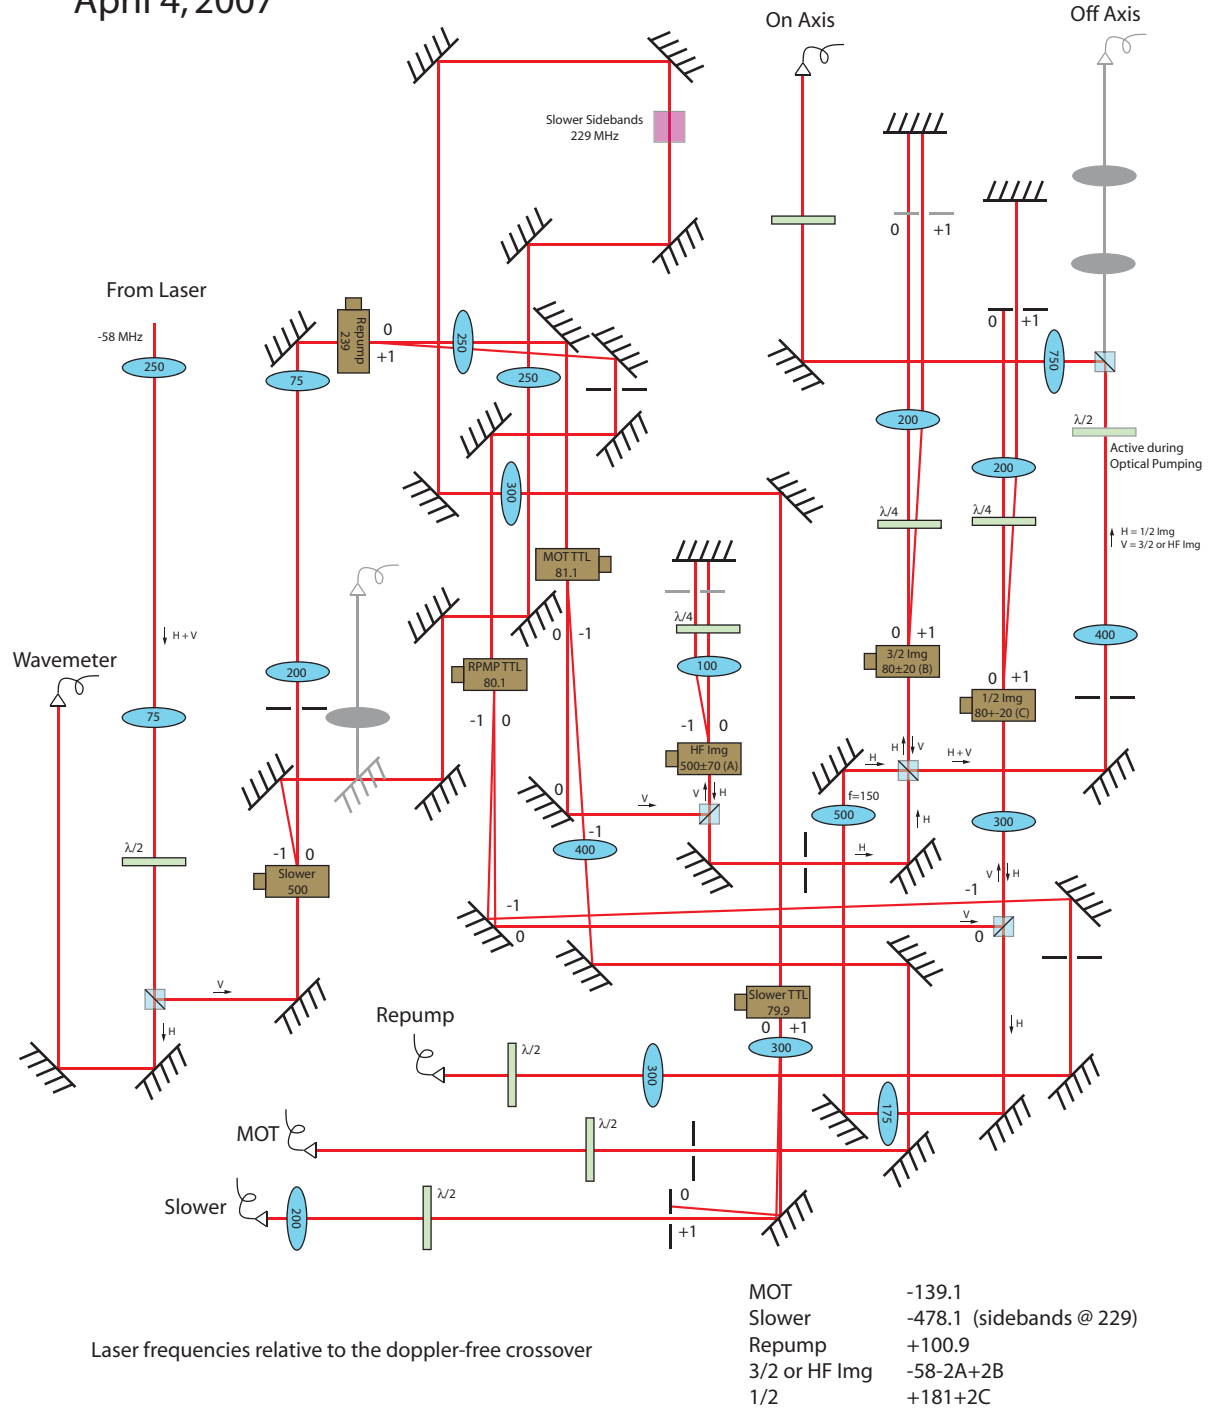 April 4, 2007
On Axis
Off Axis
Slower Sidebands
229 MHz
0
+1
From Laser
-58 MHz
250
Repump
239
0
+1
250
75
250
0
+1
750
λ/2
Active during
Optical Pumping
200
200
300
λ/4
λ/4
H = 1/2 Img
V = 3/2 or HF Img
MOT TTL
81.1
H + V
0
-1
λ/4
0
+1
400
Wavemeter
200
RPMP TTL
80.1
100
3/2 Img
80±20 (B)
0
+1
1/2 Img
80+-20 (C)
75
-1
0
-1
0
HF Img
500±70 (A)
H
H
V
H + V
0
V
V
H
f=150
500
H
300
-1
400
λ/2
-1
0
Slower
500
H
V
H
-1
-1
0
V
0
V
Slower TTL
79.9
H
H
Repump
0
+1
300
λ/2
300
175
MOT
λ/2
Slower
λ/2
200
0
+1
MOT -139.1
Slower -478.1 (sidebands @ 229)
Repump +100.9
3/2 or HF Img -58-2A+2B
1/2 +181+2C
Laser frequencies relative to the doppler-free crossover